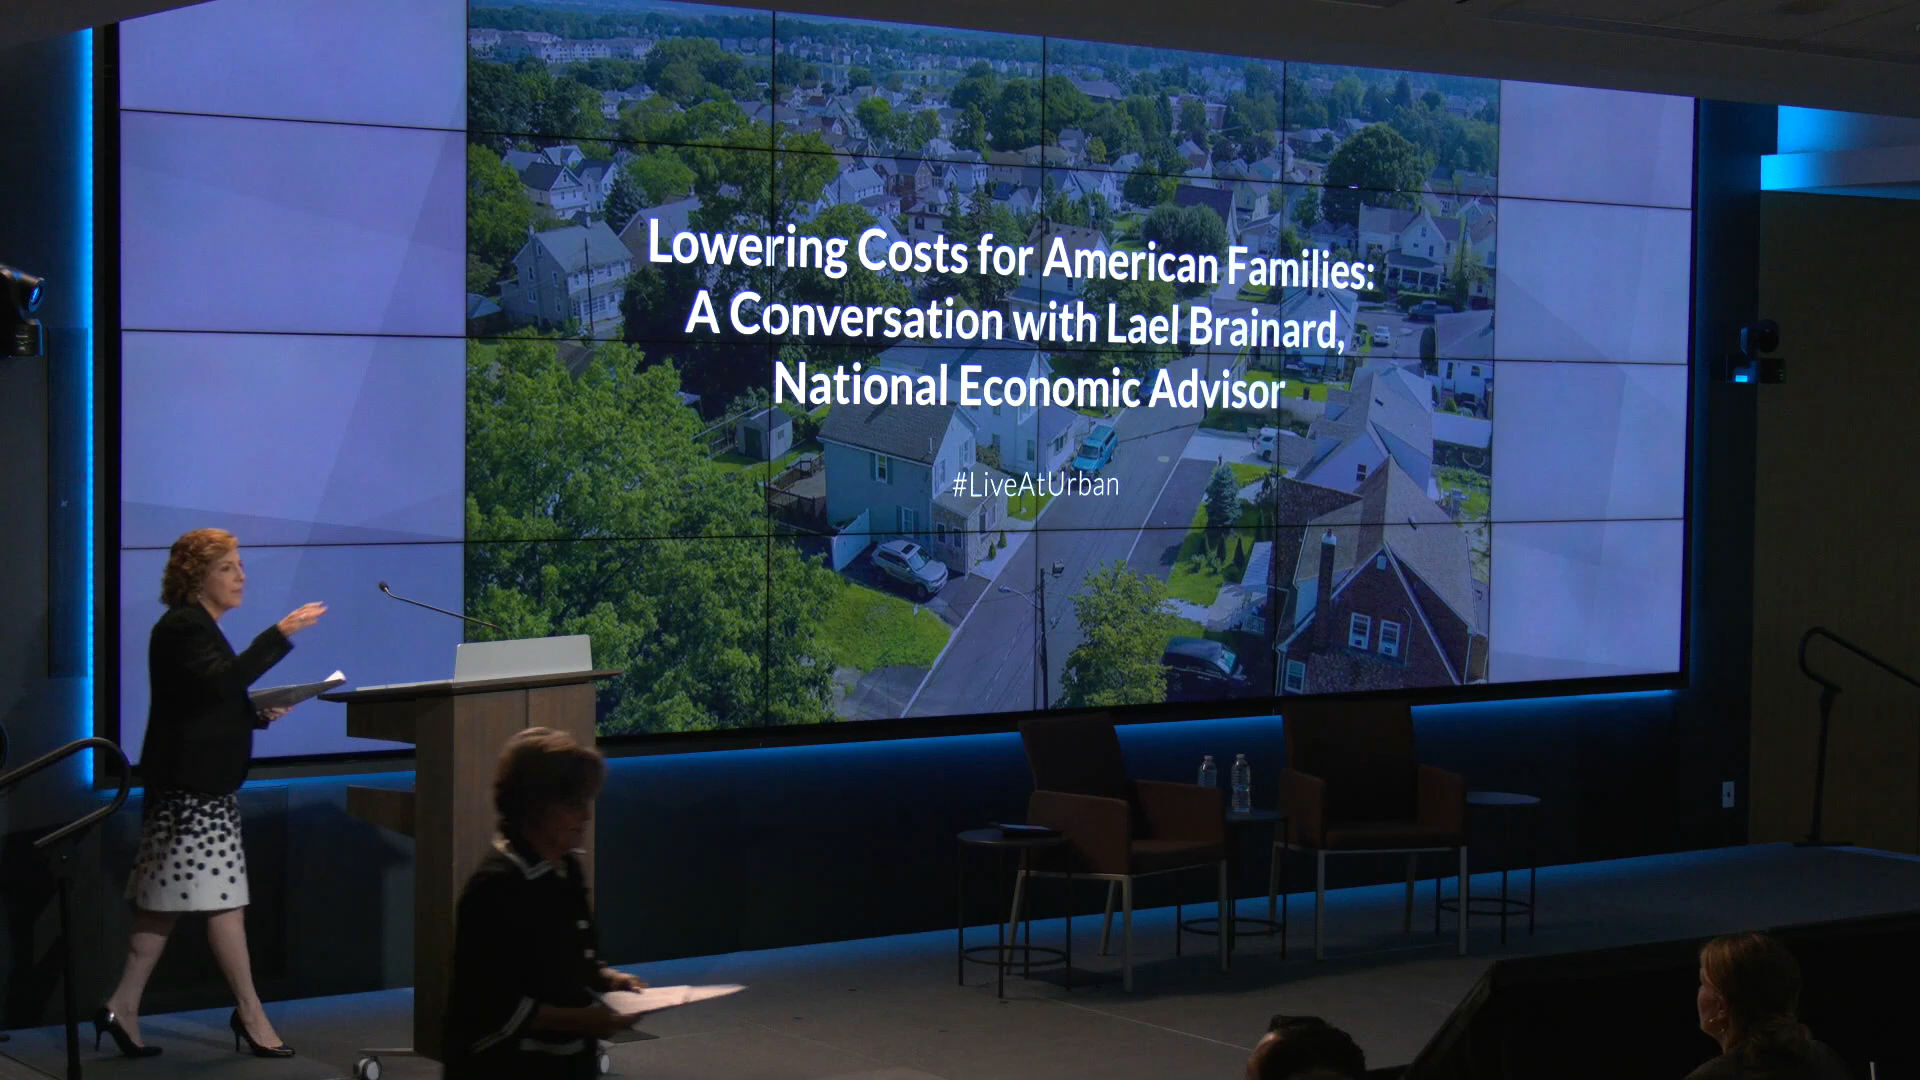 Lowering Costs for American Families:
A Conversation with Lael Brainard,
National Economic Advisor
#LiveAtUrban